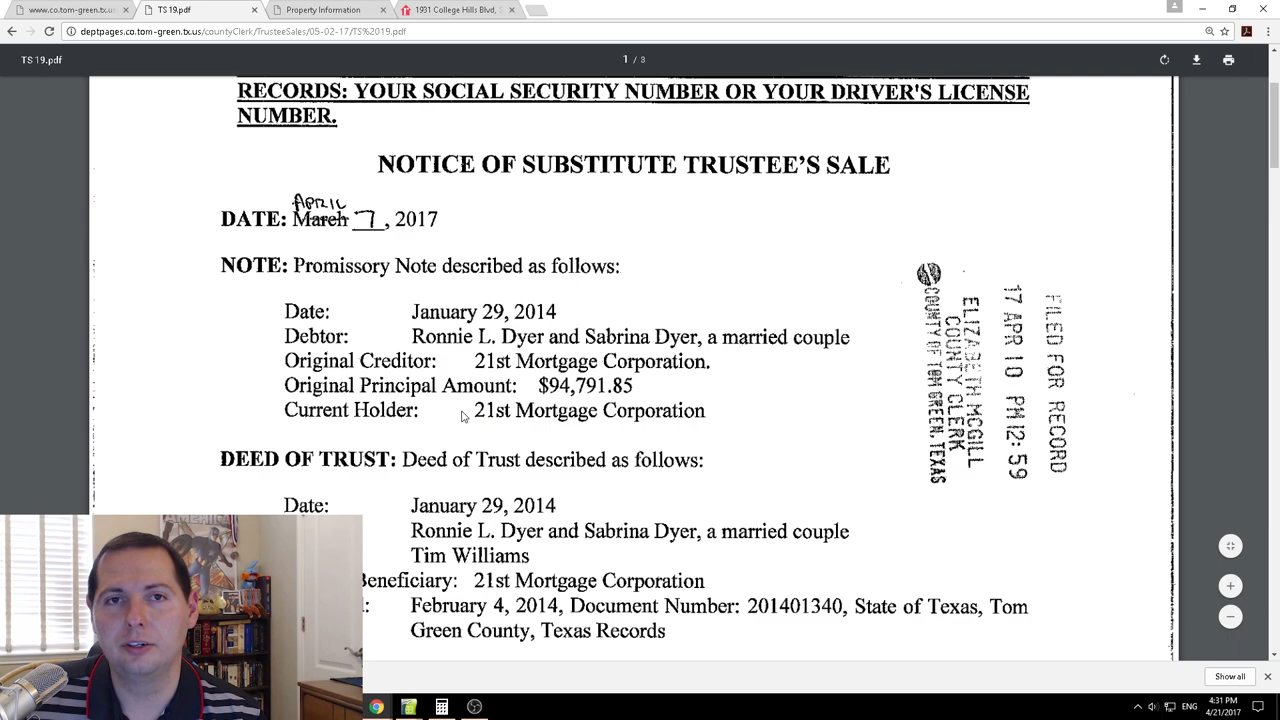 www.co.tom-green.tx.us/
TS 19.pdf
Property Information
1931 College Hills Blvd, S
deptpages.co.tom-green.tx.us/countyClerk/TrusteeSales/05-02-17/TS%2019.pdf
TS 19.pdf
1 / 3
RECORDS: YOUR SOCIAL SECURITY NUMBER OR YOUR DRIVER'S LICENSE
NUMBER.
NOTICE OF SUBSTITUTE TRUSTEE'S SALE
APRIL
DATE: March 7, 2017
NOTE: Promissory Note described as follows:
Date: January 29, 2014
Debtor: Ronnie L. Dyer and Sabrina Dyer, a married couple
Original Creditor: 21st Mortgage Corporation.
Original Principal Amount: $94,791.85
Current Holder: 21st Mortgage Corporation
FILED FOR RECORD
17 APR 10 PM 12:59
ELIZABETH MCGILL
COUNTY CLERK
COUNTY OF TOM GREEN, TEXAS
DEED OF TRUST: Deed of Trust described as follows:
Date: January 29, 2014
Ronnie L. Dyer and Sabrina Dyer, a married couple
Tim Williams
Beneficiary: 21st Mortgage Corporation
: February 4, 2014, Document Number: 201401340, State of Texas, Tom
Green County, Texas Records
AMERICA
Show all
ENG
4:31 PM
4/21/2017